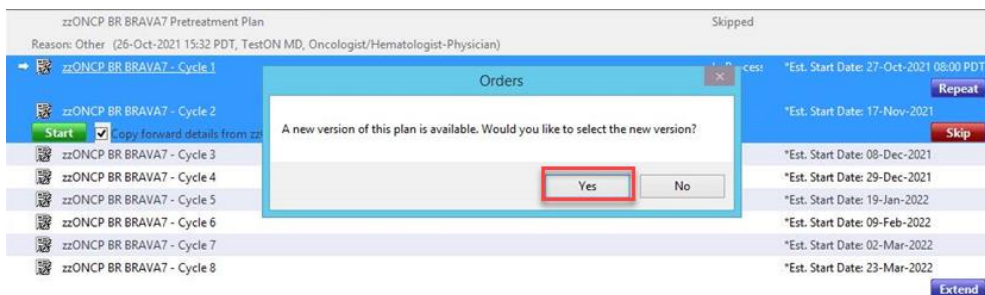 zzONCP BR BRAVA7 Pretreatment Plan Skipped
Reason: Other (26-Oct-2021 15:32 PDT, TestON MD, Oncologist/Hematologist-Physician)
zzONCP BR BRAVA7 - Cycle 1 *Est. Start Date: 27-Oct-2021 08:00 PDT
Orders
Repeat
zzONCP BR BRAVA7 - Cycle 2 *Est. Start Date: 17-Nov-2021
Start Copy forward details from Skip
A new version of this plan is available. Would you like to select the new version?
zzONCP BR BRAVA7 - Cycle 3 *Est. Start Date: 08-Dec-2021
zzONCP BR BRAVA7 - Cycle 4 *Est. Start Date: 29-Dec-2021
Yes No
zzONCP BR BRAVA7 - Cycle 5 *Est. Start Date: 19-Jan-2022
zzONCP BR BRAVA7 - Cycle 6 *Est. Start Date: 09-Feb-2022
zzONCP BR BRAVA7 - Cycle 7 *Est. Start Date: 02-Mar-2022
zzONCP BR BRAVA7 - Cycle 8 *Est. Start Date: 23-Mar-2022
Extend